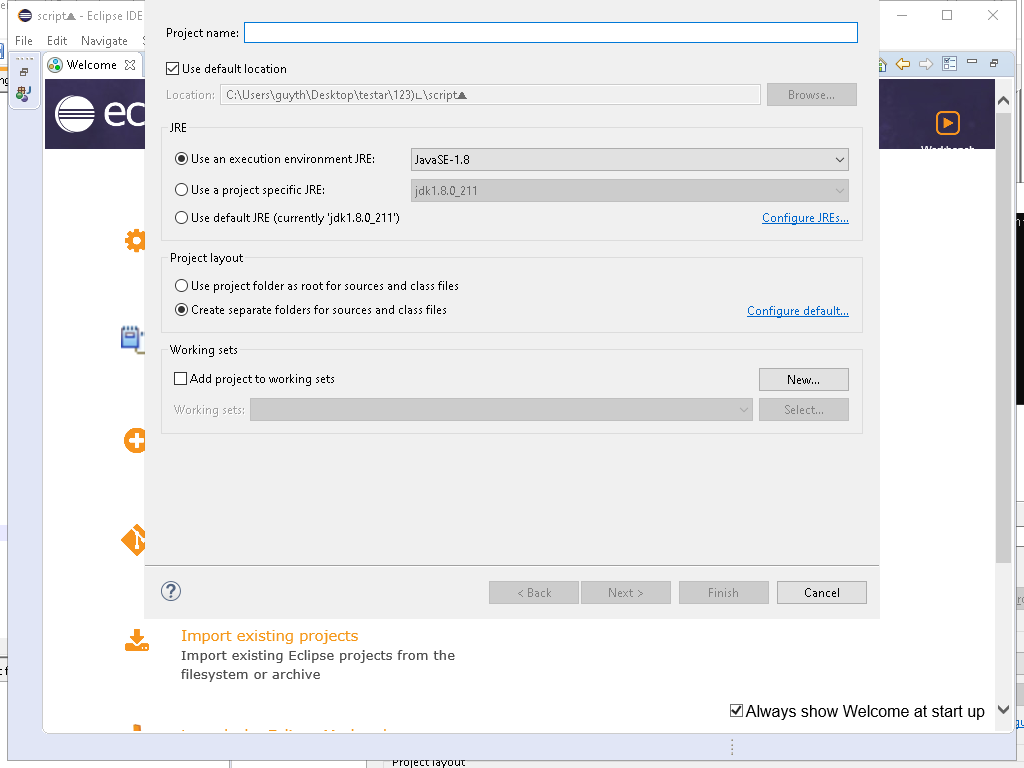 script▲ - Eclipse IDE
File Edit Navigate
Welcome
Project name:
Use default location
Location: C:\Users\guyth\Desktop\testar\123)ㄴ\script▲ Browse...
JRE
Use an execution environment JRE: JavaSE-1.8
Use a project specific JRE: jdk1.8.0_211
Use default JRE (currently 'jdk1.8.0_211') Configure JREs...
Project layout
Use project folder as root for sources and class files
Create separate folders for sources and class files Configure default...
Working sets
Add project to working sets New...
Working sets: Select...
< Back Next > Finish Cancel
Import existing projects
Import existing Eclipse projects from the
filesystem or archive
Always show Welcome at start up
Project layout